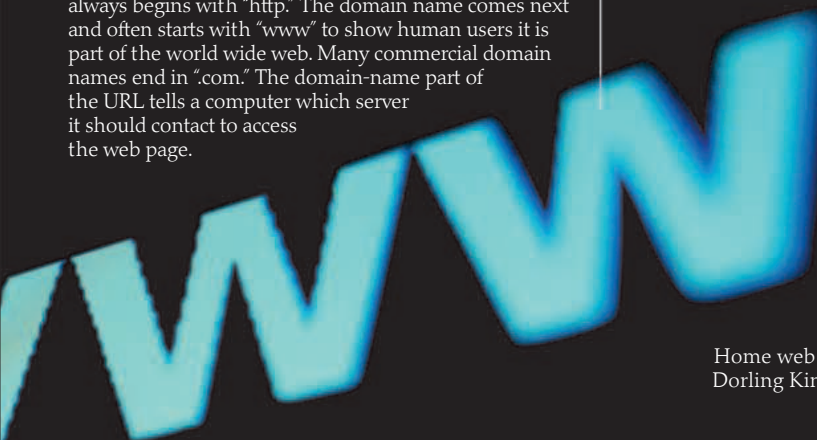 always begins with “http.” The domain name comes next
and often starts with “www” to show human users it is
part of the world wide web. Many commercial domain
names end in “.com.” The domain-name part of
the URL tells a computer which server
it should contact to access
the web page.
WWW
Home web
Dorling